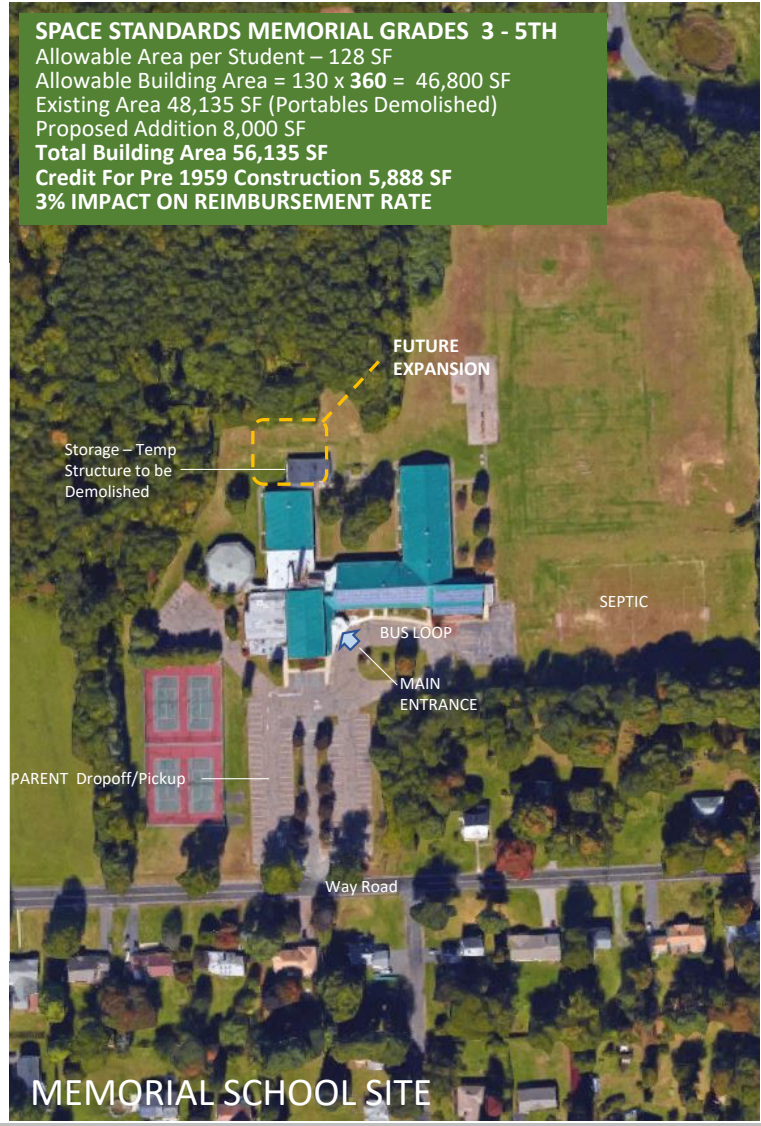 SPACE STANDARDS MEMORIAL GRADES 3 - 5TH
Allowable Area per Student – 128 SF
Allowable Building Area = 130 x 360 = 46,800 SF
Existing Area 48,135 SF (Portables Demolished)
Proposed Addition 8,000 SF
Total Building Area 56,135 SF
Credit For Pre 1959 Construction 5,888 SF
3% IMPACT ON REIMBURSEMENT RATE
FUTURE
EXPANSION
Storage – Temp
Structure to be
Demolished
SEPTIC
BUS LOOP
MAIN
ENTRANCE
PARENT Dropoff/Pickup
Way Road
MEMORIAL SCHOOL SITE